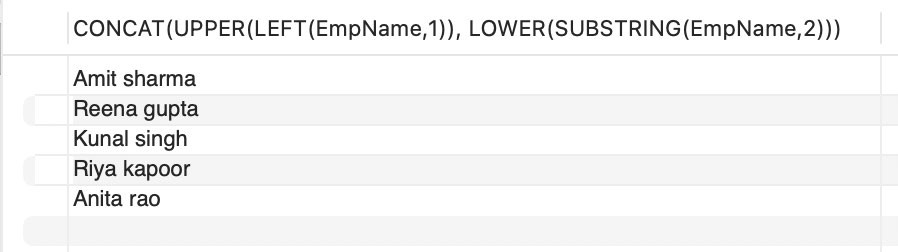 CONCAT(UPPER(LEFT(EmpName,1)), LOWER(SUBSTRING(EmpName,2)))
Amit sharma
Reena gupta
Kunal singh
Riya kapoor
Anita rao